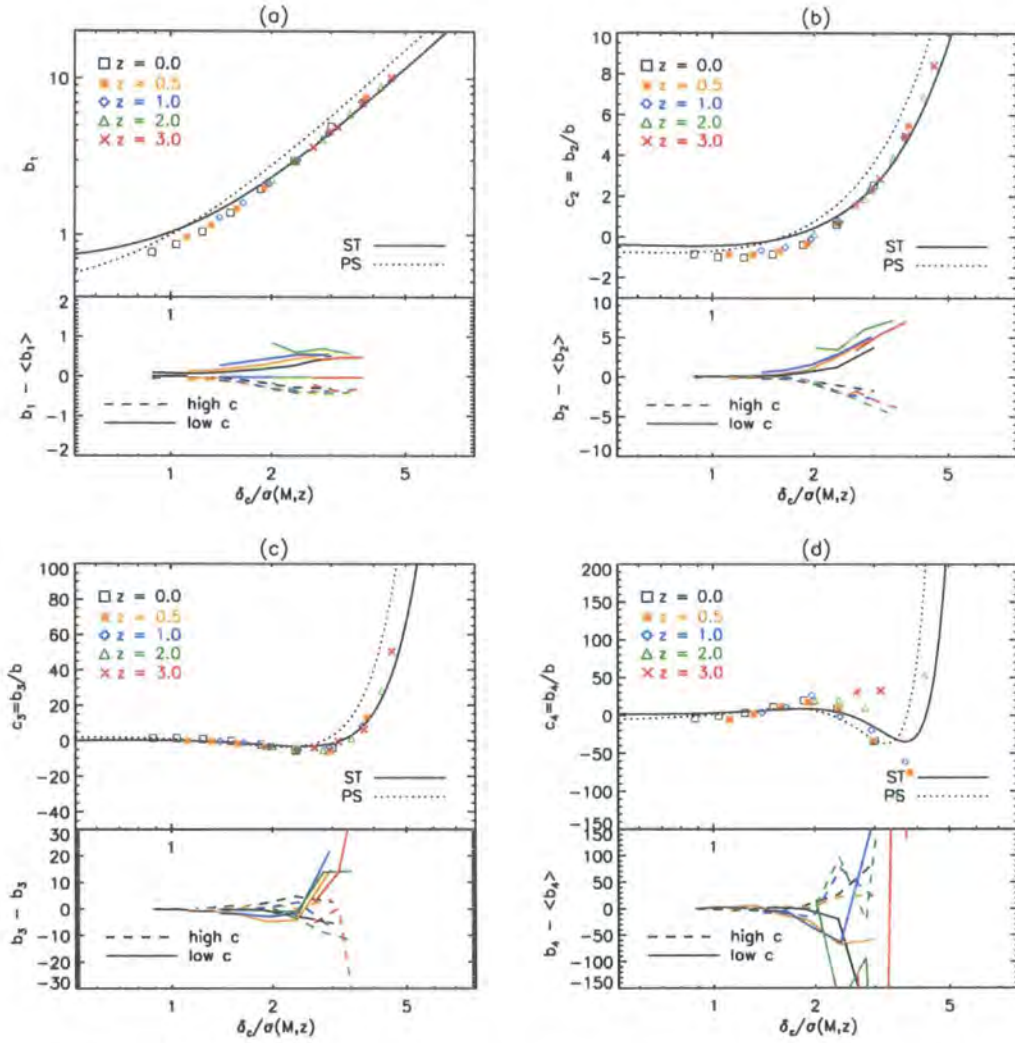 (a)
b₁
10
1
□ z = 0.0
✳ z = 0.5
◇ z = 1.0
△ z = 2.0
× z = 3.0
ST
PS
b₁ - <b₁>
2
1
0
-1
-2
1
high c
low c
1 2 5
δc/σ(M,z)
(b)
c₂ = b₂/b
10
8
6
4
2
0
-2
□ z = 0.0
✳ z = 0.5
◇ z = 1.0
△ z = 2.0
× z = 3.0
ST
PS
b₂ - <b₂>
10
5
0
-5
-10
1
high c
low c
1 2 5
δc/σ(M,z)
(c)
c₃=b₃/b
100
80
60
40
20
0
-20
-40
□ z = 0.0
✳ z = 0.5
◇ z = 1.0
△ z = 2.0
× z = 3.0
ST
PS
b₃ - b₃
30
20
10
0
-10
-20
-30
1
high c
low c
1 2 5
δc/σ(M,z)
(d)
c₄=b₄/b
200
150
100
50
0
-50
-100
-150
□ z = 0.0
✳ z = 0.5
◇ z = 1.0
△ z = 2.0
× z = 3.0
ST
PS
b₄ - <b₄>
150
100
50
0
-50
-100
-150
1
high c
low c
1 2 5
δc/σ(M,z)